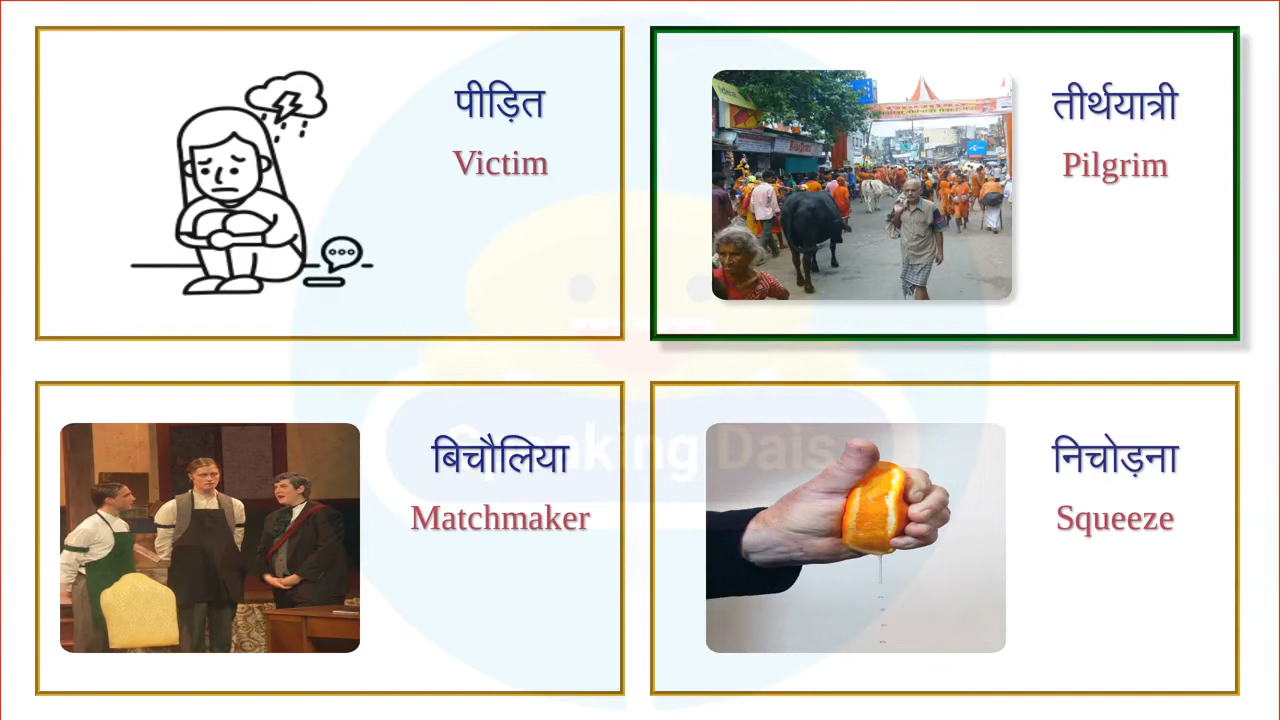 पीड़ित
Victim
तीर्थयात्री
Pilgrim
बिचौलिया
Matchmaker
निचोड़ना
Squeeze